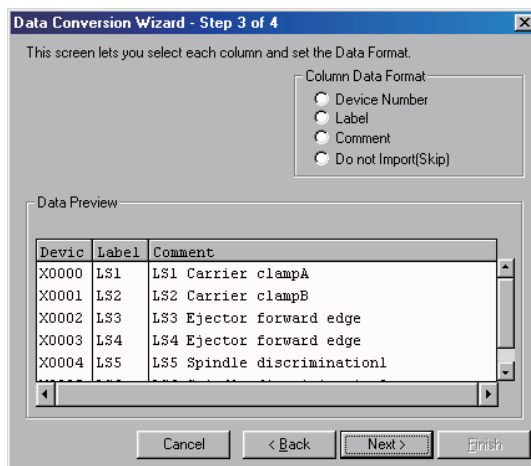 Data Conversion Wizard - Step 3 of 4
This screen lets you select each column and set the Data Format.
Column Data Format
Device Number
Label
Comment
Do not Import(Skip)
Data Preview
Devic Label Comment
X0000 LS1 LS1 Carrier clampA
X0001 LS2 LS2 Carrier clampB
X0002 LS3 LS3 Ejector forward edge
X0003 LS4 LS4 Ejector forward edge
X0004 LS5 LS5 Spindle discrimination1
Cancel < Back Next > Finish